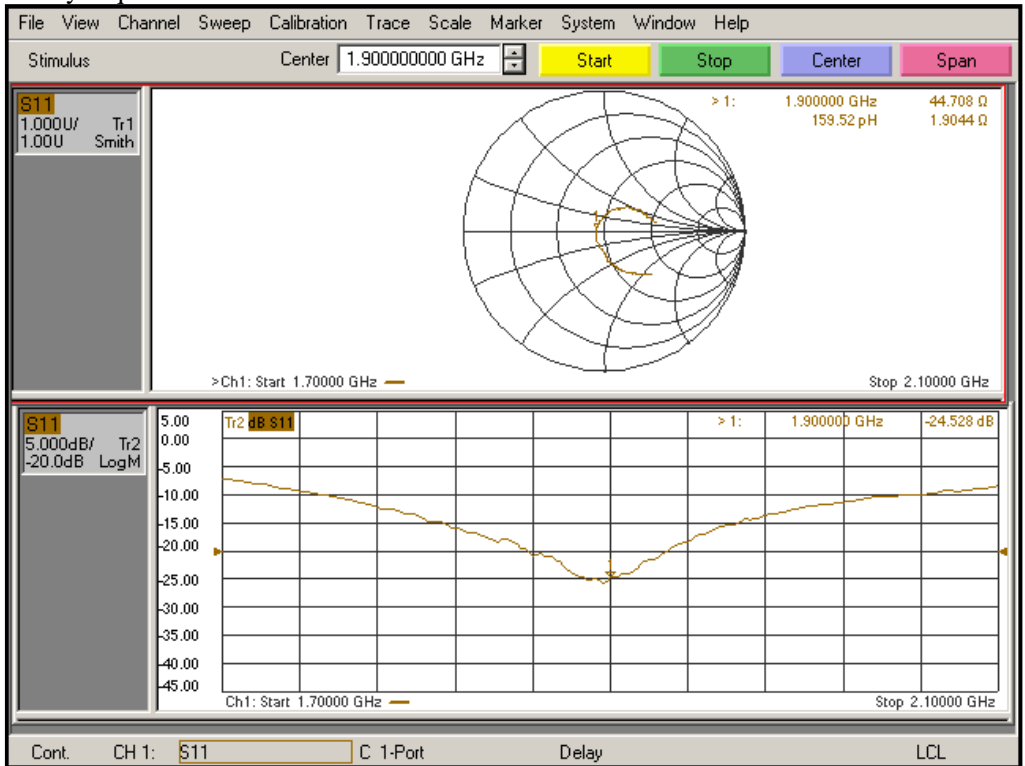 File View Channel Sweep Calibration Trace Scale Marker System Window Help
Stimulus Center 1.900000000 GHz Start Stop Center Span
S11
1.000U/ Tr1
1.00U Smith
> 1: 1.900000 GHz 44.708 Ω
159.52 pH 1.9044 Ω
>Ch1: Start 1.70000 GHz Stop 2.10000 GHz
S11
5.000dB/ Tr2
-20.0dB LogM
Tr2 dB S11 > 1: 1.900000 GHz -24.528 dB
5.00
0.00
-5.00
-10.00
-15.00
-20.00
-25.00
-30.00
-35.00
-40.00
-45.00
Ch1: Start 1.70000 GHz Stop 2.10000 GHz
Cont. CH 1: S11 C 1-Port Delay LCL